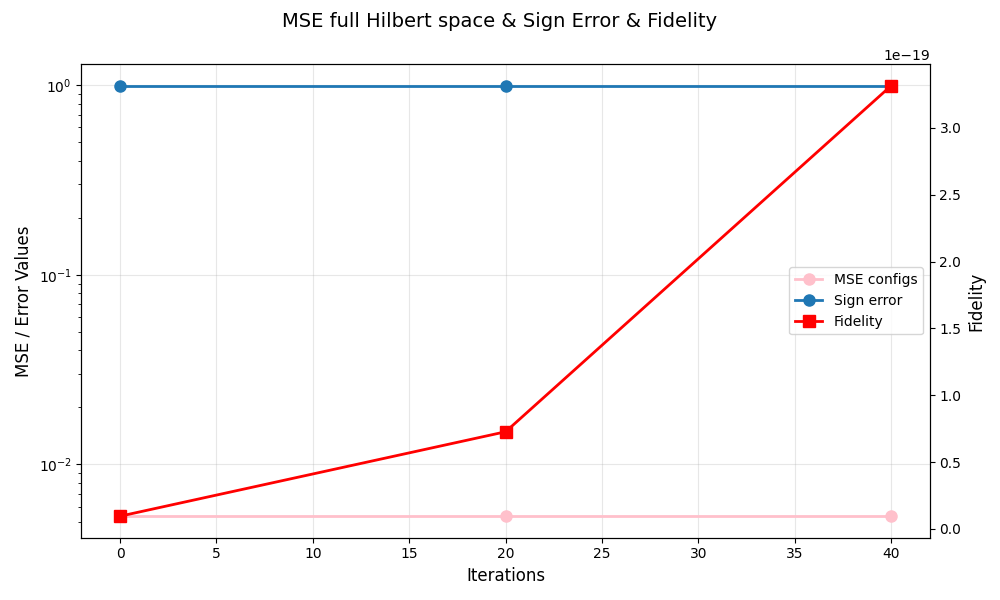 MSE full Hilbert space & Sign Error & Fidelity
1e−19
10⁰
10⁻¹
10⁻²
MSE / Error Values
3.0
2.5
2.0
1.5
1.0
0.5
0.0
Fidelity
MSE configs
Sign error
Fidelity
0 5 10 15 20 25 30 35 40
Iterations